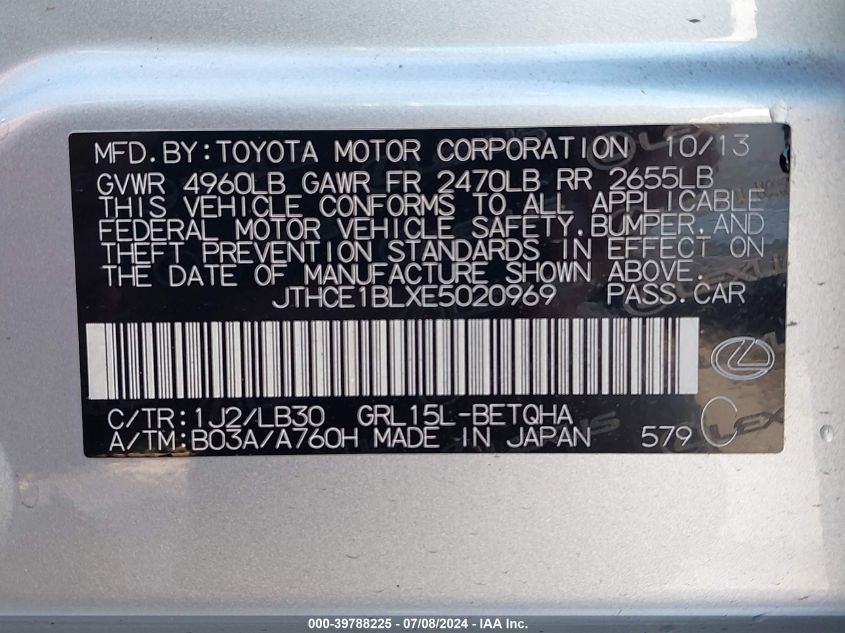 MFD.BY:TOYOTA MOTOR CORPORATION 10/13
GVWR 4960LB GAWR FR 2470LB RR 2655LB
THIS VEHICLE CONFORMS TO ALL APPLICABLE
FEDERAL MOTOR VEHICLE SAFETY,BUMPER,AND
THEFT PREVENTION STANDARDS IN EFFECT ON
THE DATE OF MANUFACTURE SHOWN ABOVE.
JTHCE1BLXE5020969 PASS.CAR
C/TR:1J2/LB30 GRL15L-BETQHA
A/TM:B03A/A760H MADE IN JAPAN 579
LEXUS
000-39788225 - 07/08/2024 - IAA Inc.